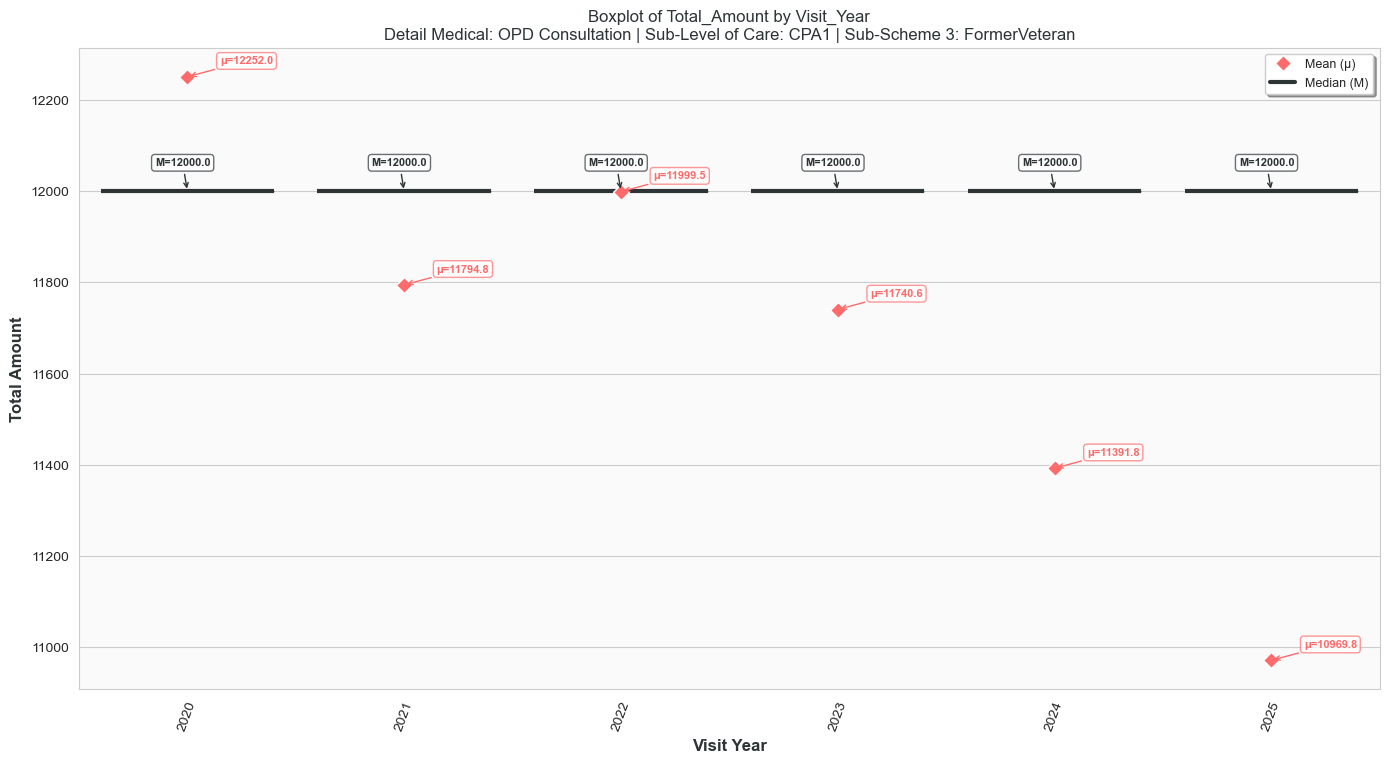 Boxplot of Total_Amount by Visit_Year
Detail Medical: OPD Consultation | Sub-Level of Care: CPA1 | Sub-Scheme 3: FormerVeteran
Mean (μ)
Median (M)
Total Amount
12200
12000
11800
11600
11400
11200
11000
μ=12252.0
M=12000.0
M=12000.0
M=12000.0
M=12000.0
M=12000.0
M=12000.0
μ=11999.5
μ=11794.8
μ=11740.6
μ=11391.8
μ=10969.8
2020
2021
2022
2023
2024
2025
Visit Year